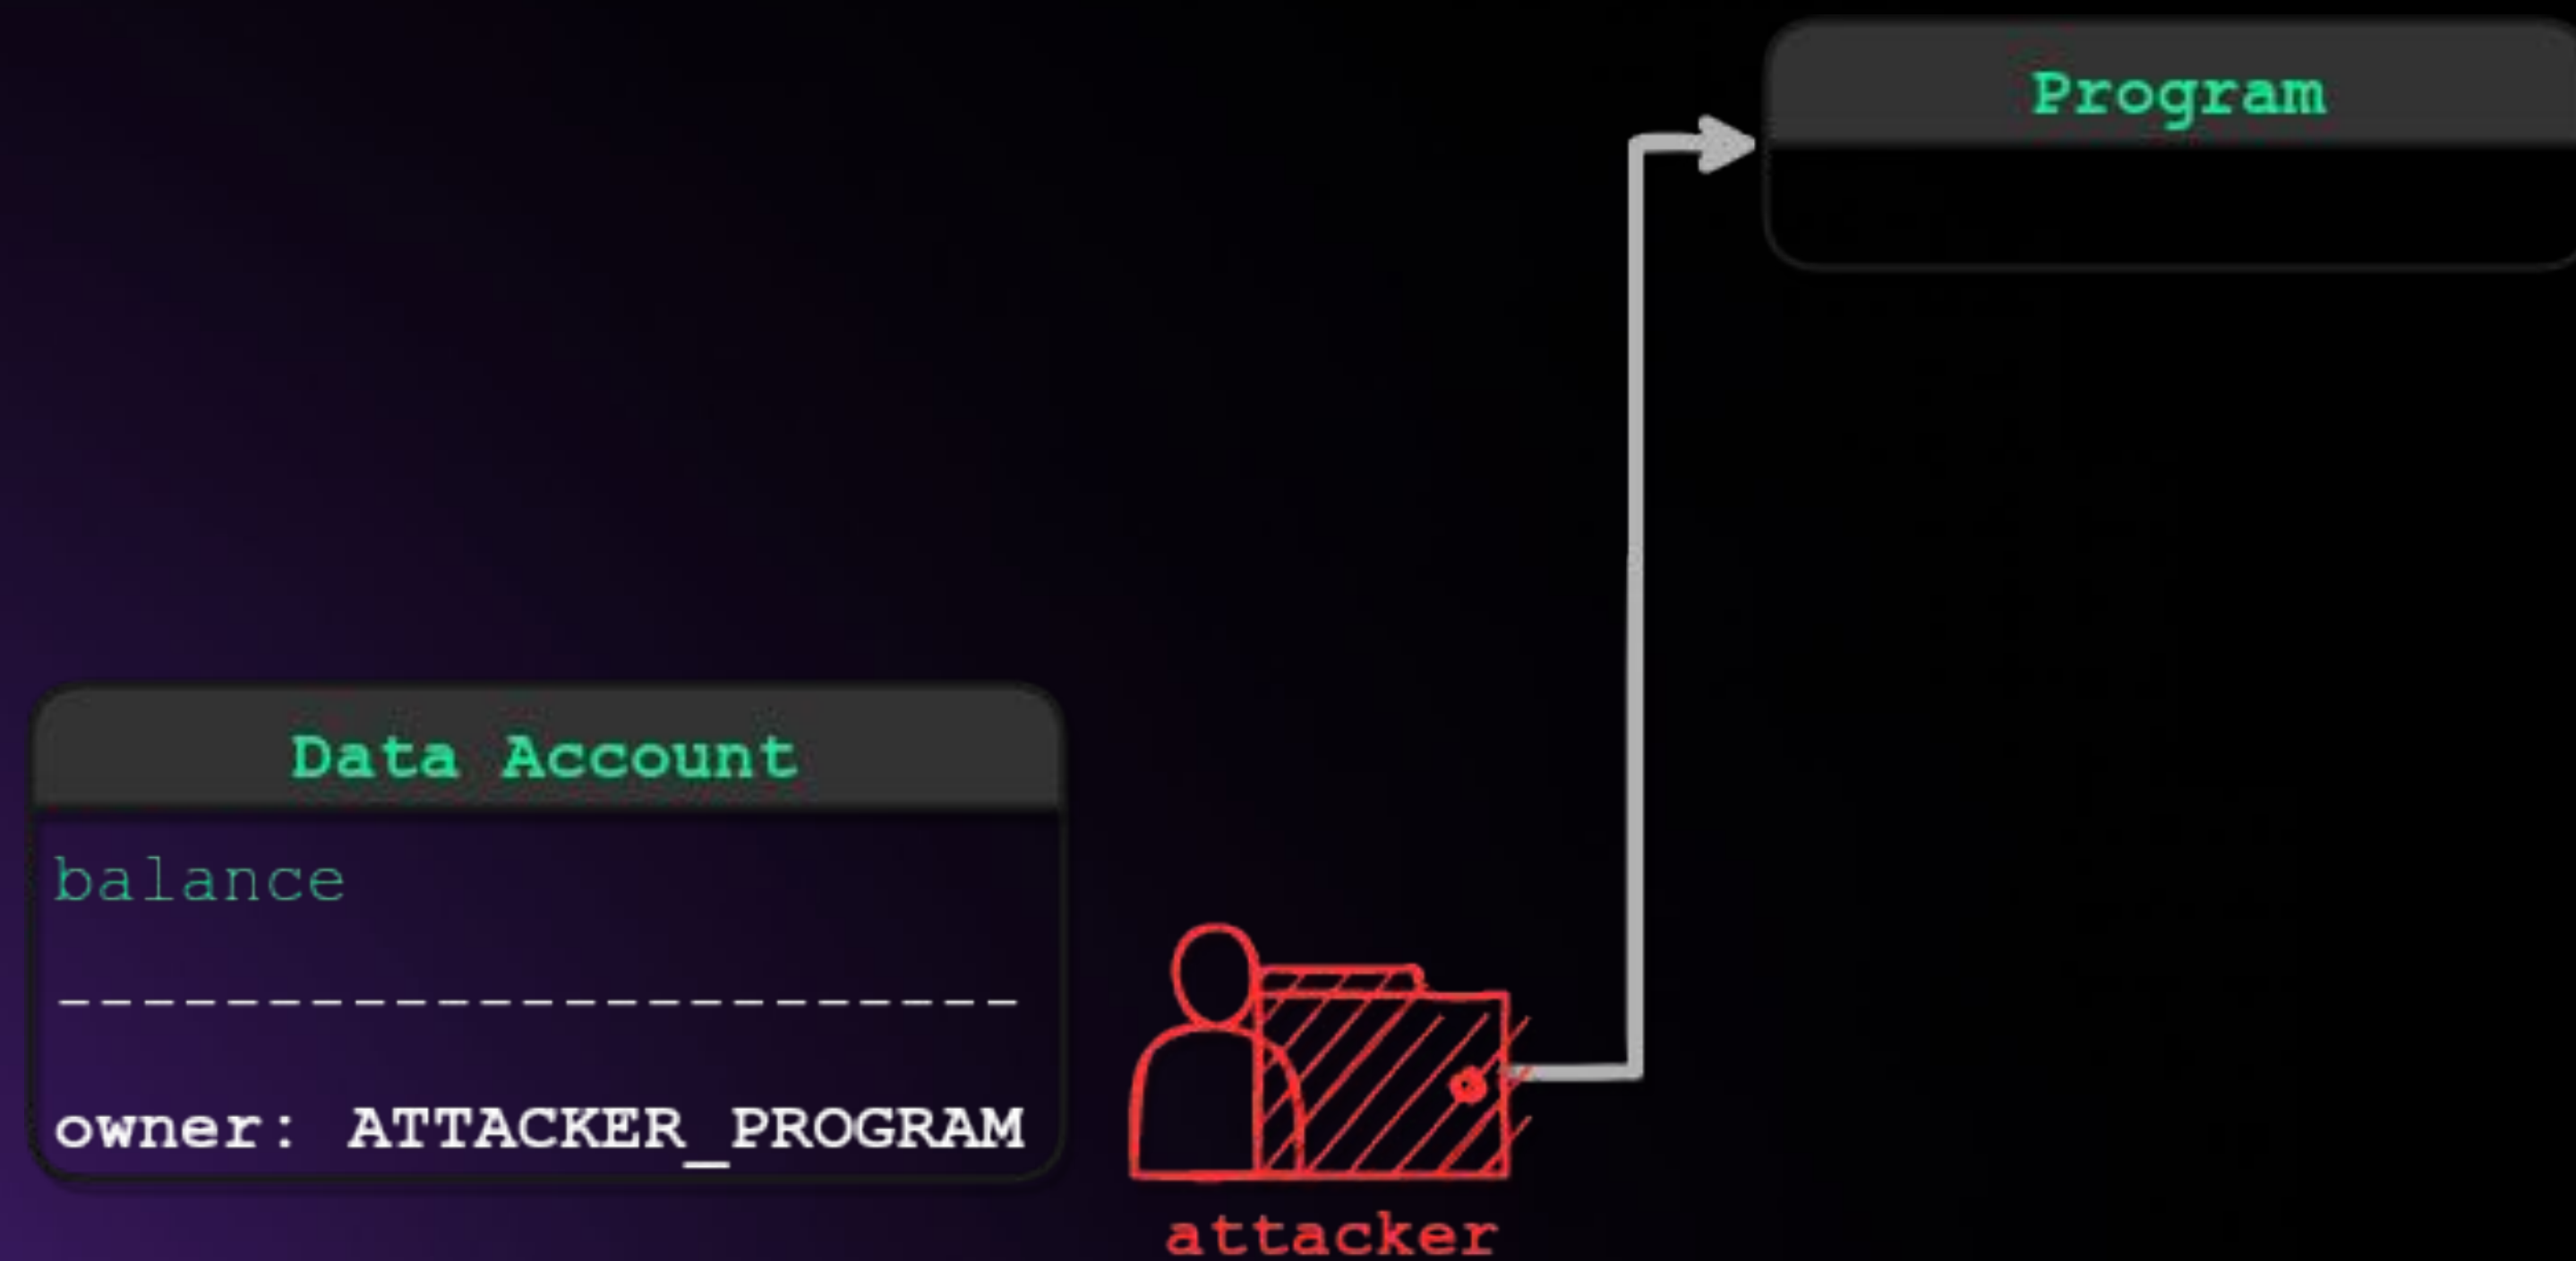 Program
Data Account
balance
-----------------------
owner: ATTACKER_PROGRAM
attacker